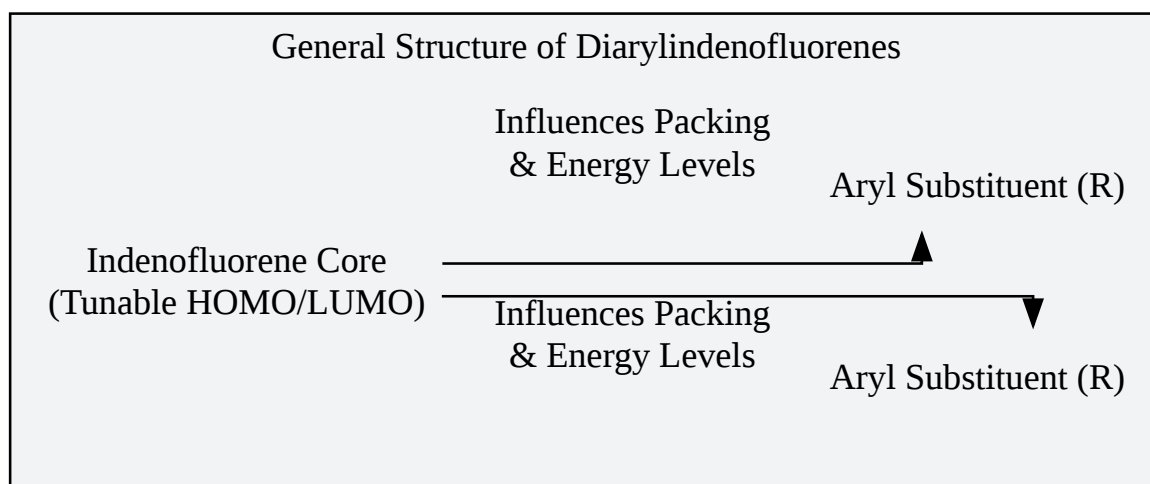 General Structure of Diarylindenofluorenes
Influences Packing
& Energy Levels
Aryl Substituent (R)
Indenofluorene Core
(Tunable HOMO/LUMO)
Influences Packing
& Energy Levels
Aryl Substituent (R)